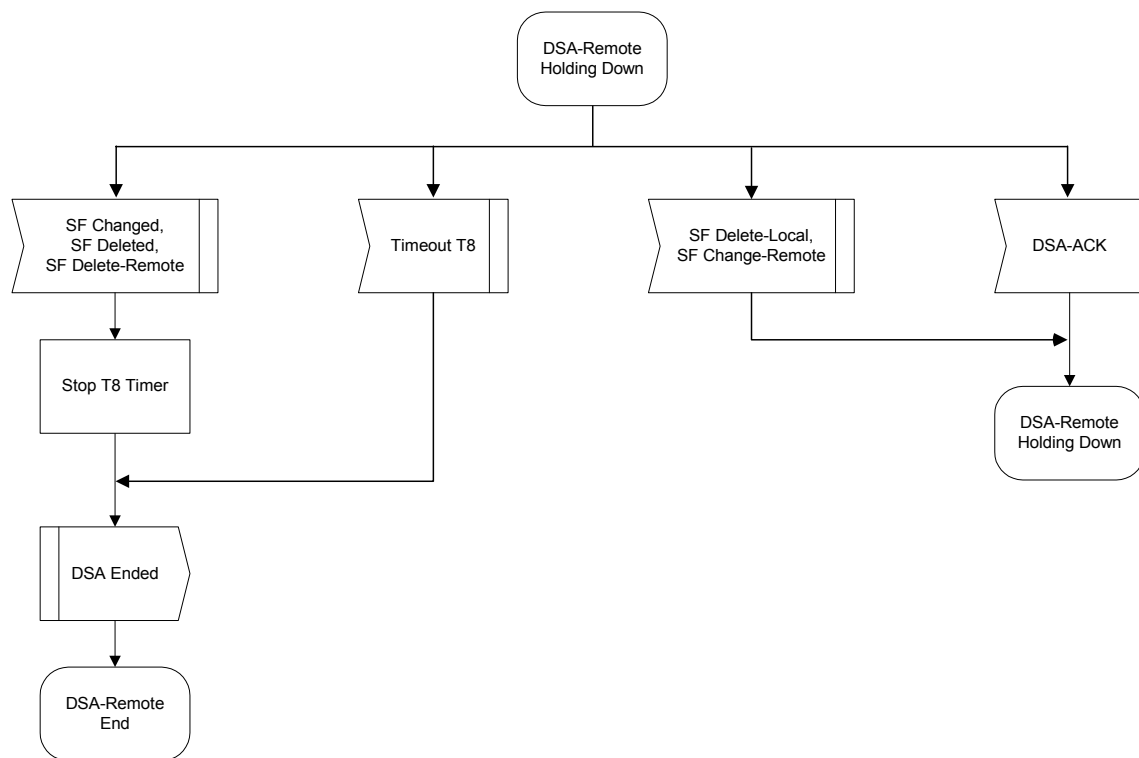 DSA-Remote
Holding Down
SF Changed,
SF Deleted,
SF Delete-Remote
Timeout T8
SF Delete-Local,
SF Change-Remote
DSA-ACK
Stop T8 Timer
DSA-Remote
Holding Down
DSA Ended
DSA-Remote
End